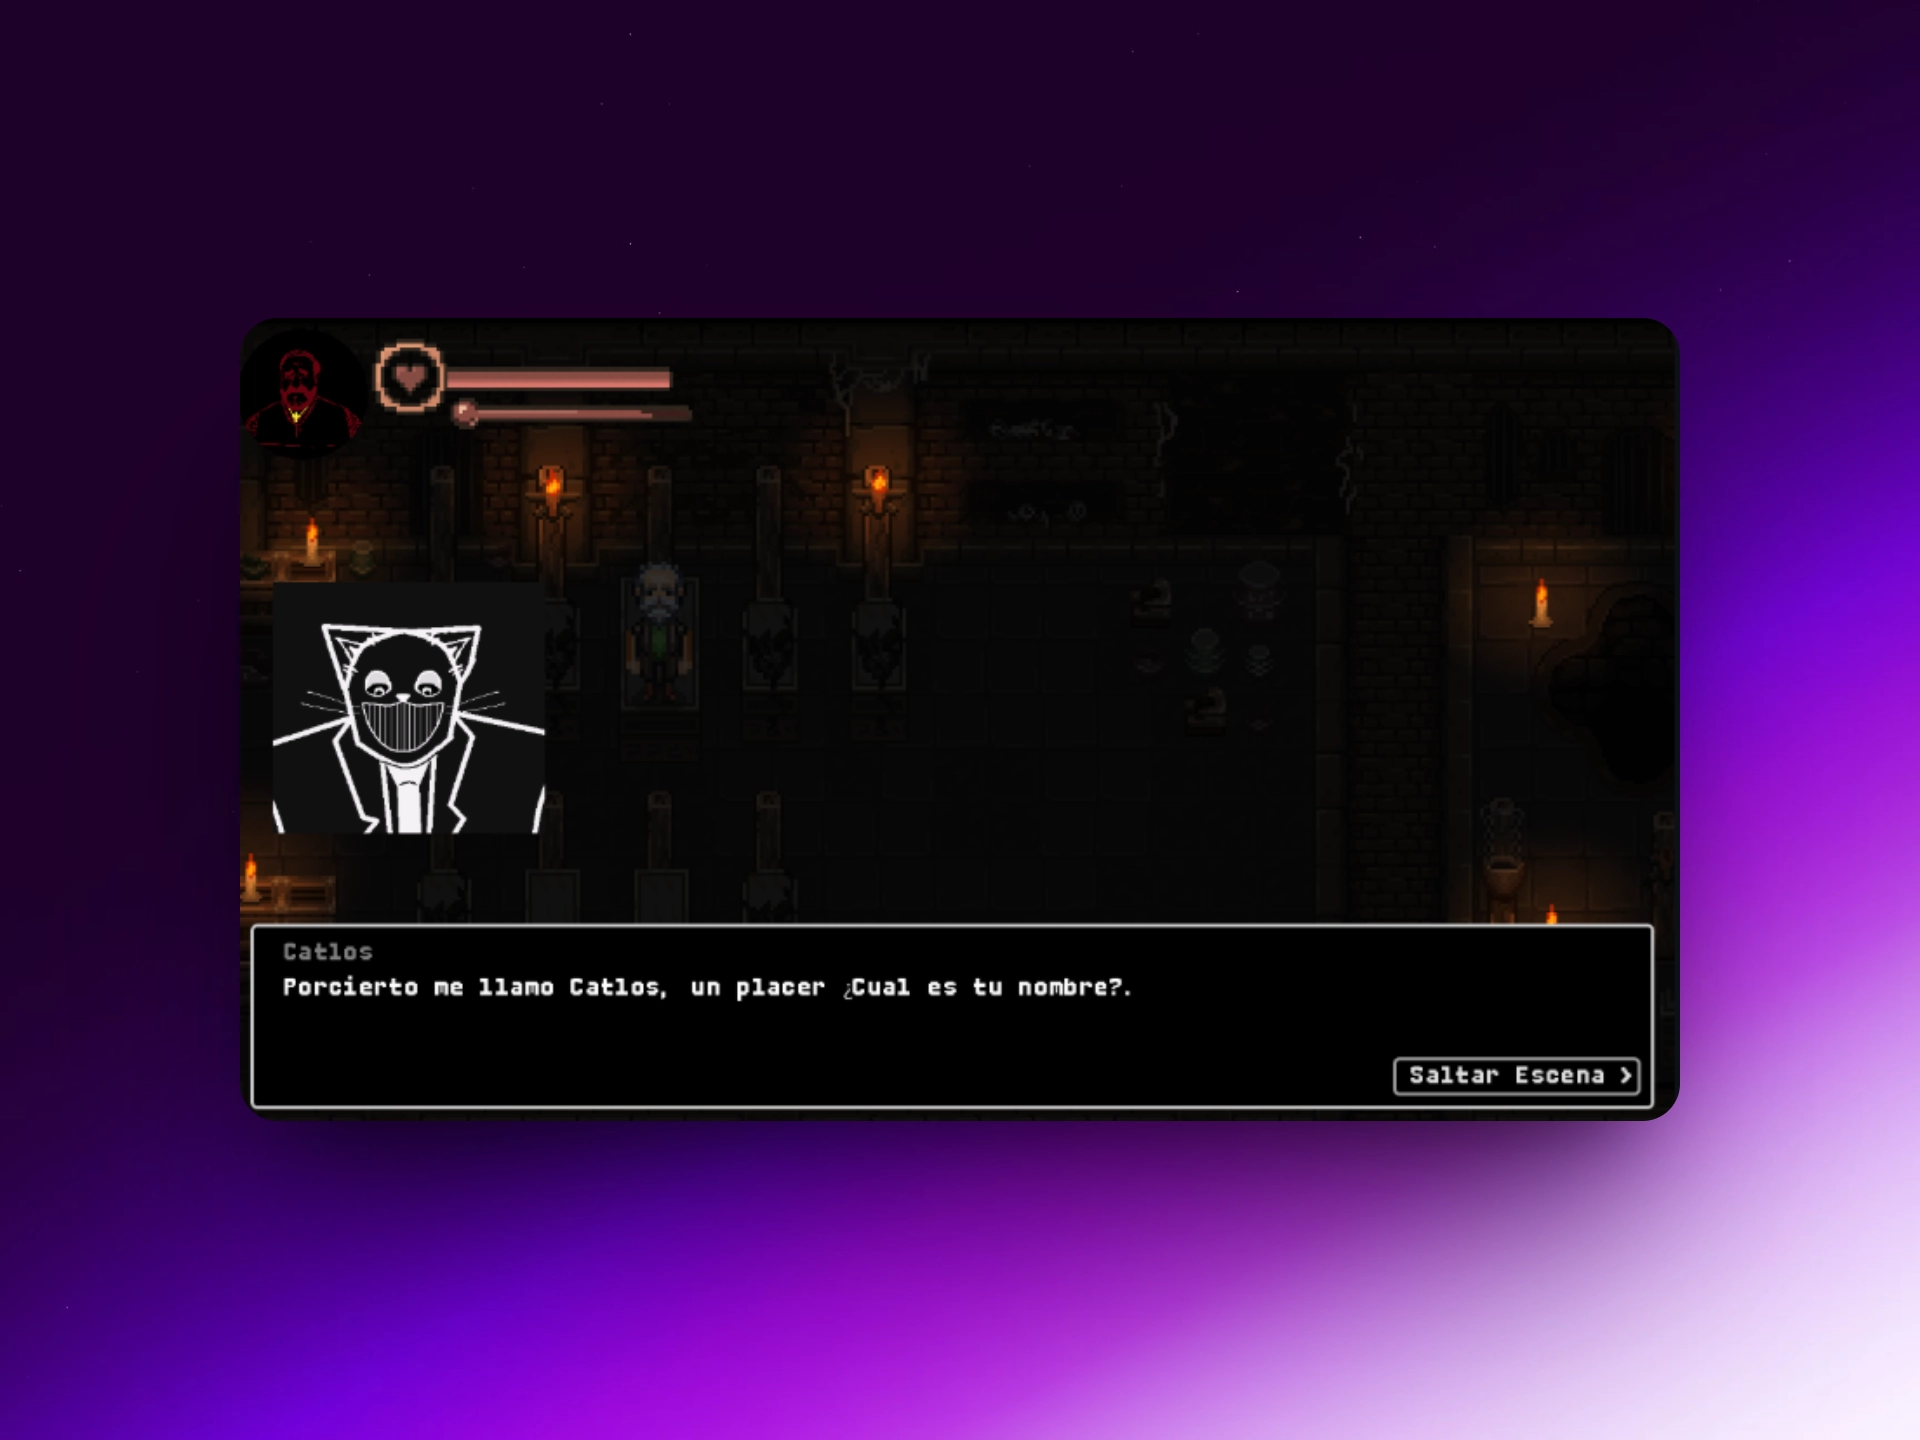 Catlos
Porcierto me llamo Catlos, un placer ¿Cual es tu nombre?.
Saltar Escena >